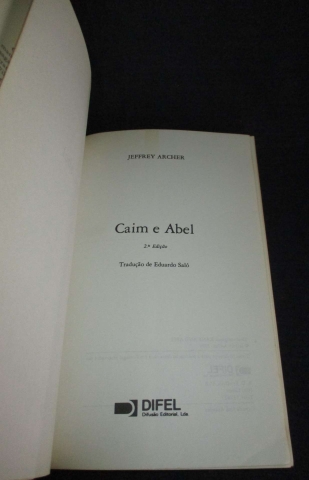 JEFFREY ARCHER
Caim e Abel
2.ª Edição
Tradução de Eduardo Saló
DIFEL
Difusão Editorial, Lda.